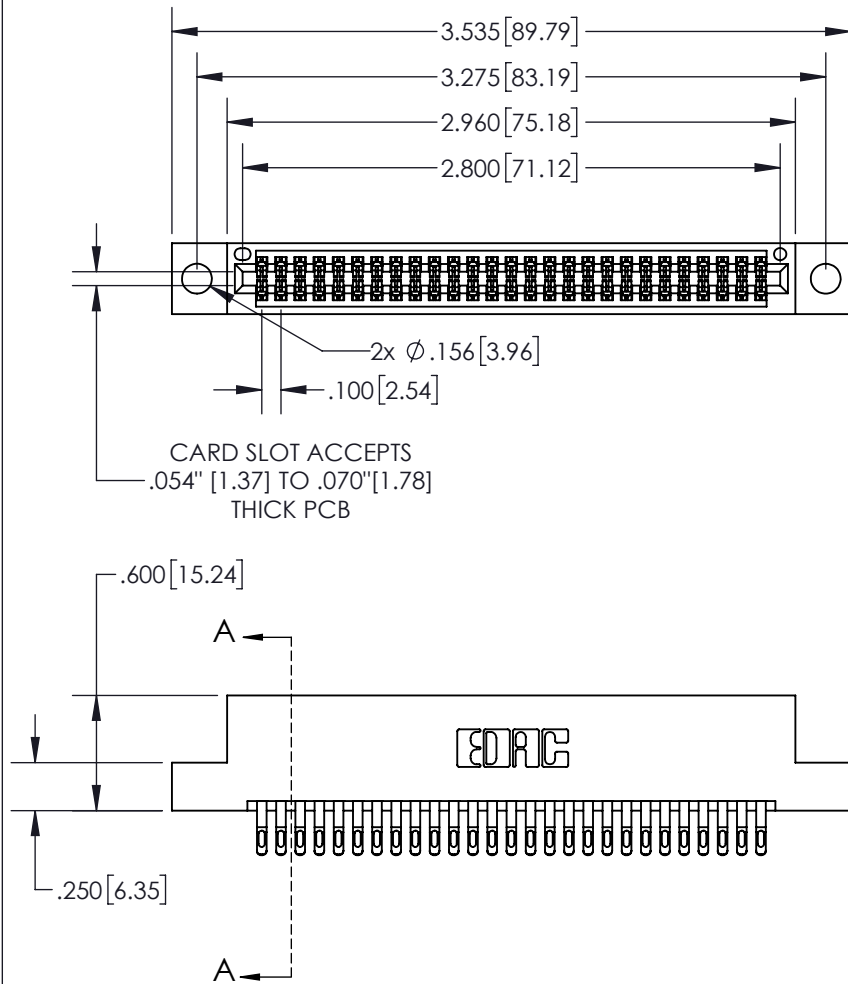 3.535[89.79]
3.275[83.19]
2.960[75.18]
2.800[71.12]
2x Ø.156[3.96]
.100[2.54]
CARD SLOT ACCEPTS
.054" [1.37] TO .070"[1.78]
THICK PCB
.600[15.24]
A
EDAC
.250[6.35]
A